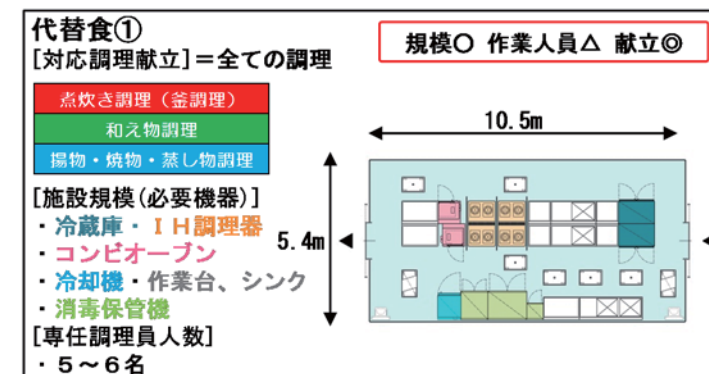 代替食①
[対応調理献立]＝全ての調理
規模〇 作業人員△ 献立◎
煮炊き調理（釜調理）
和え物調理
揚物・焼物・蒸し物調理
[施設規模(必要機器)]
・冷蔵庫・ＩＨ調理器
・コンビオーブン
・冷却機・作業台、シンク
・消毒保管機
[専任調理員人数]
・５～６名
10.5m
5.4m